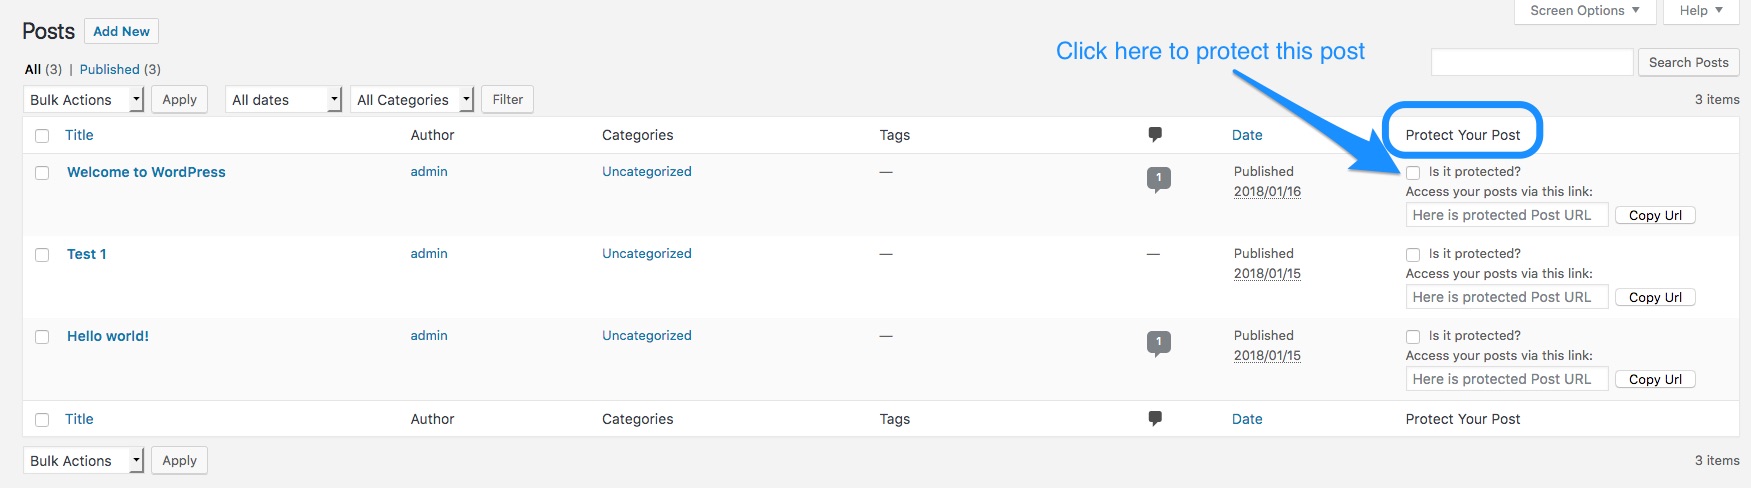 Screen Options ▼ Help ▼
Posts Add New
Click here to protect this post
All (3) | Published (3)
Search Posts
Bulk Actions Apply All dates All Categories Filter 3 items
Title Author Categories Tags Date Protect Your Post
Welcome to WordPress admin Uncategorized — 1 Published Is it protected?
2018/01/16 Access your posts via this link:
Here is protected Post URL Copy Url
Test 1 admin Uncategorized — — Published Is it protected?
2018/01/15 Access your posts via this link:
Here is protected Post URL Copy Url
Hello world! admin Uncategorized — 1 Published Is it protected?
2018/01/15 Access your posts via this link:
Here is protected Post URL Copy Url
Title Author Categories Tags Date Protect Your Post
Bulk Actions Apply 3 items